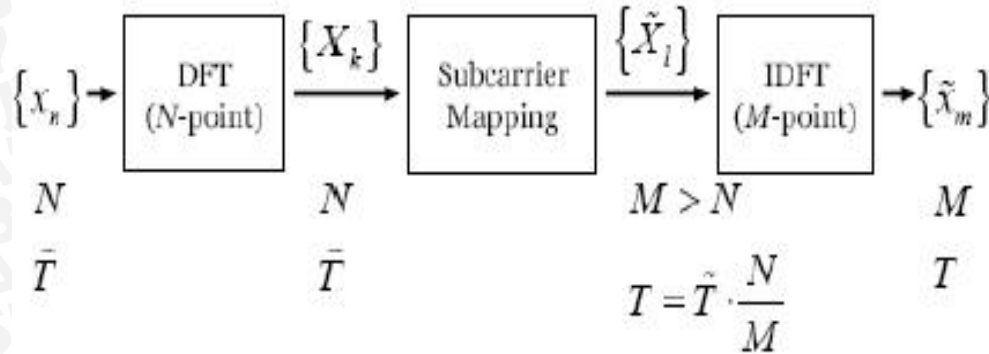 {x_n} DFT (N-point) {X_k} Subcarrier Mapping {X̃_l} IDFT (M-point) {x̃_m}
N N M > N M
T̄ T̄ T = T̃ · N/M T